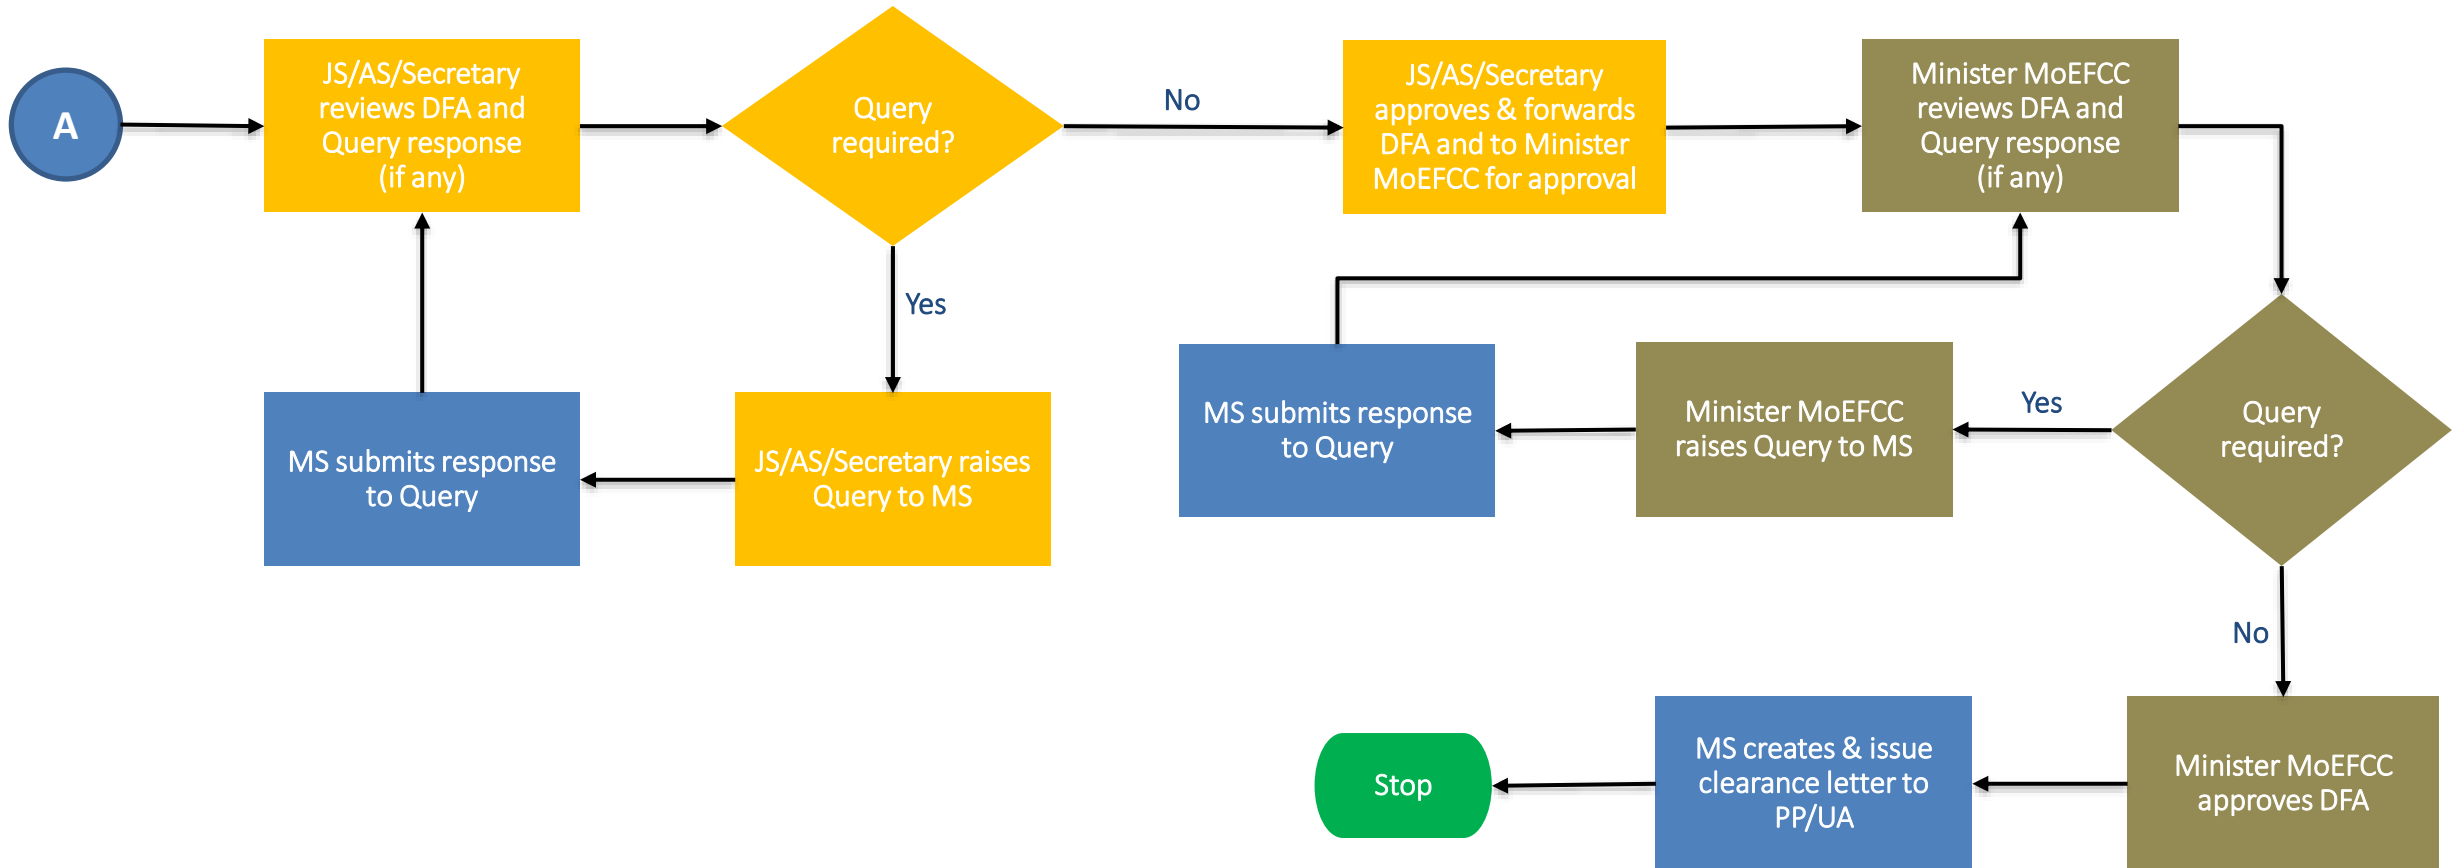 A
JS/AS/Secretary
reviews DFA and
Query response
(if any)
Query
required?
No
JS/AS/Secretary
approves & forwards
DFA and to Minister
MoEFCC for approval
Minister MoEFCC
reviews DFA and
Query response
(if any)
Yes
MS submits response
to Query
JS/AS/Secretary raises
Query to MS
MS submits response
to Query
Minister MoEFCC
raises Query to MS
Yes
Query
required?
No
Stop
MS creates & issue
clearance letter to
PP/UA
Minister MoEFCC
approves DFA